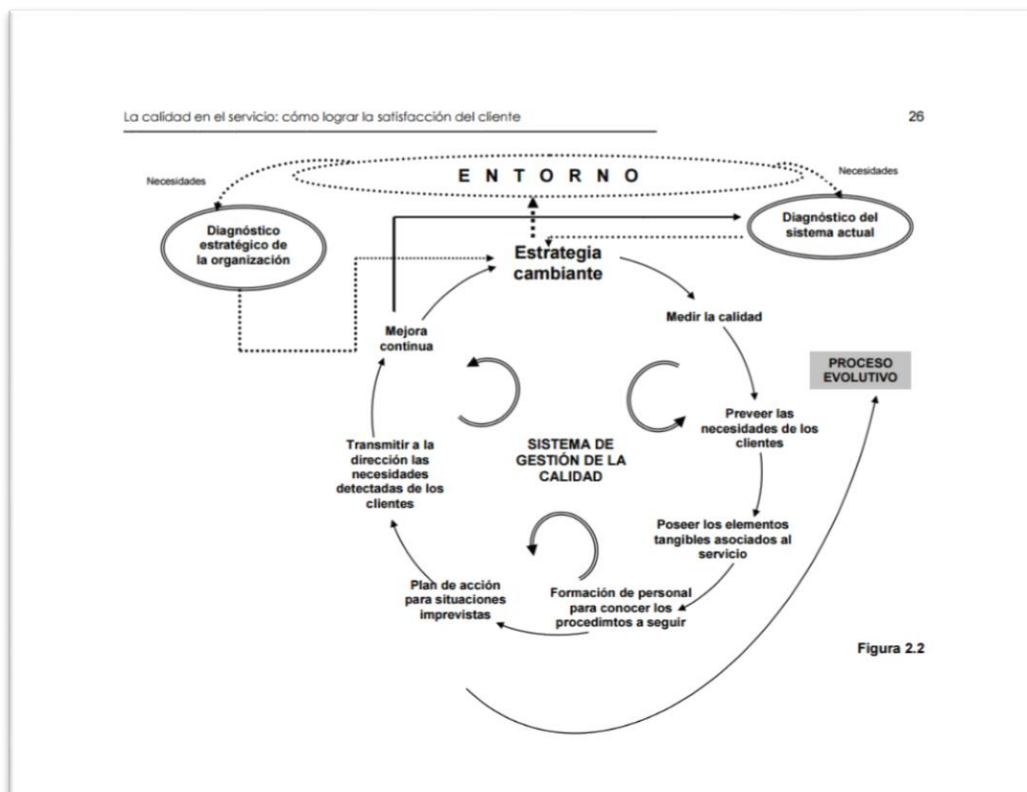 La calidad en el servicio: cómo lograr la satisfacción del cliente
26
E N T O R N O
Necesidades
Necesidades
Diagnóstico
estratégico de
la organización
Diagnóstico del
sistema actual
Estrategia
cambiante
Medir la calidad
Mejora
continua
PROCESO
EVOLUTIVO
Preveer las
necesidades de los
clientes
SISTEMA DE
GESTIÓN DE LA
CALIDAD
Transmitir a la
dirección las
necesidades
detectadas de los
clientes
Poseer los elementos
tangibles asociados al
servicio
Plan de acción
para situaciones
imprevistas
Formación de personal
para conocer los
procedimtos a seguir
Figura 2.2